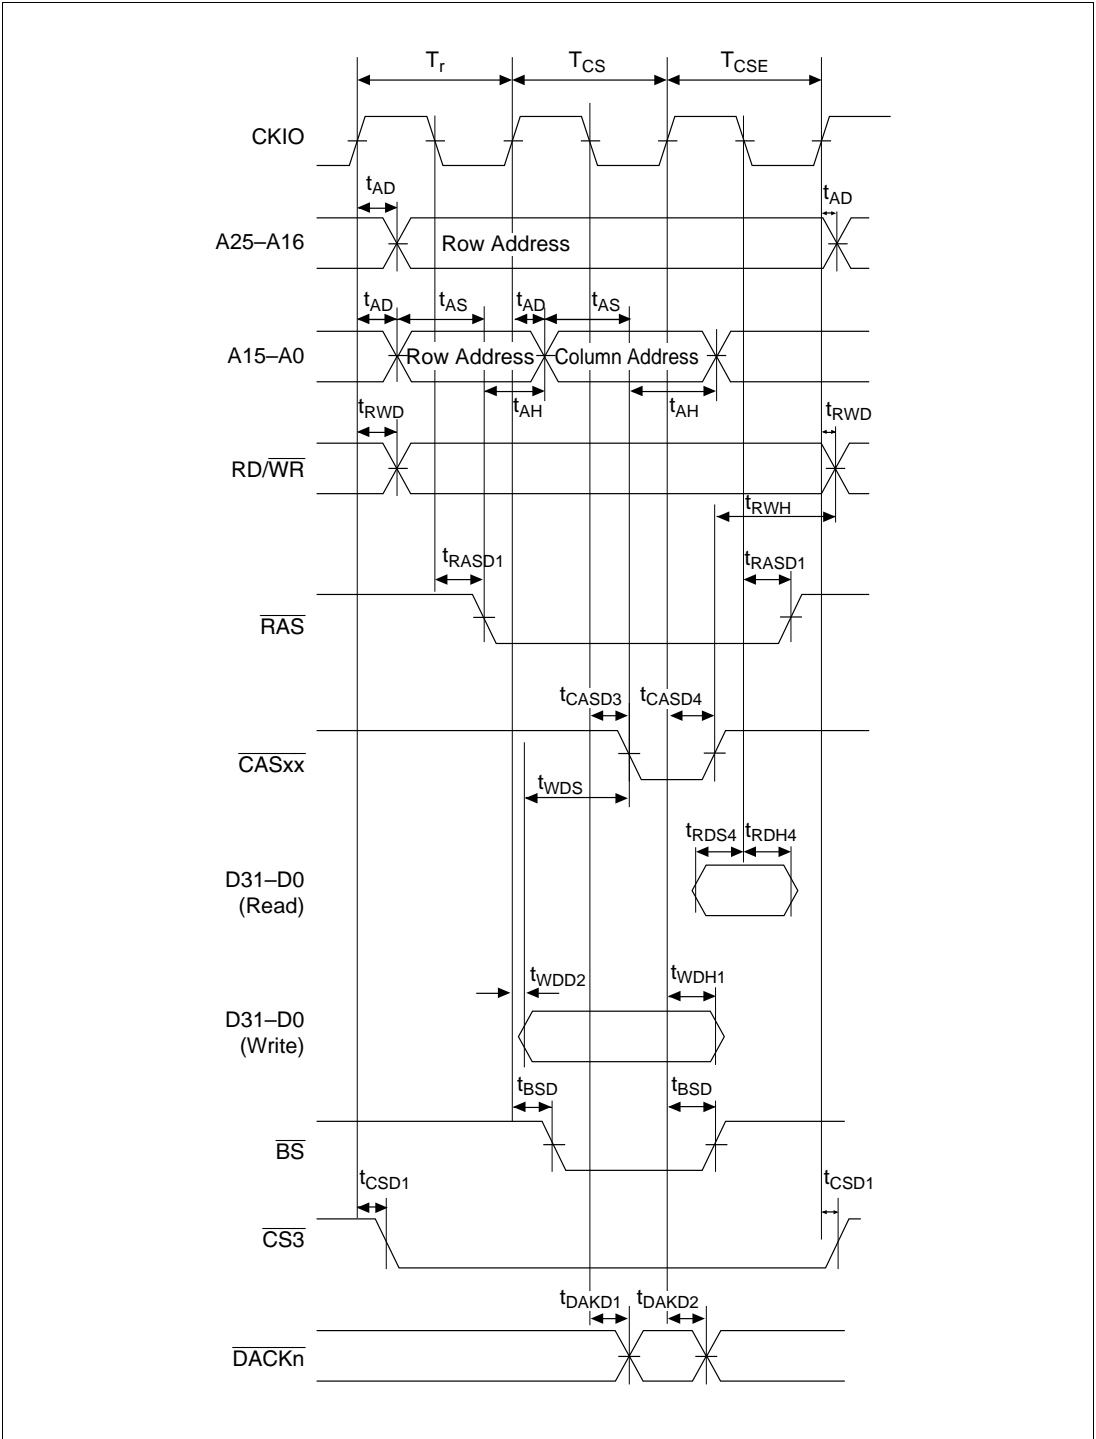 Tr TCS TCSE
CKIO
tAD tAD
A25–A16 Row Address
tAD tAS tAD tAS
A15–A0 Row Address Column Address
tAH tAH
tRWD tRWD
RD/WR
tRWH
tRASD1 tRASD1
RAS
tCASD3 tCASD4
CASxx
tWDS
tRDS4 tRDH4
D31–D0
(Read)
tWDD2 tWDH1
D31–D0
(Write)
tBSD tBSD
BS
tCSD1 tCSD1
CS3
tDAKD1 tDAKD2
DACKn